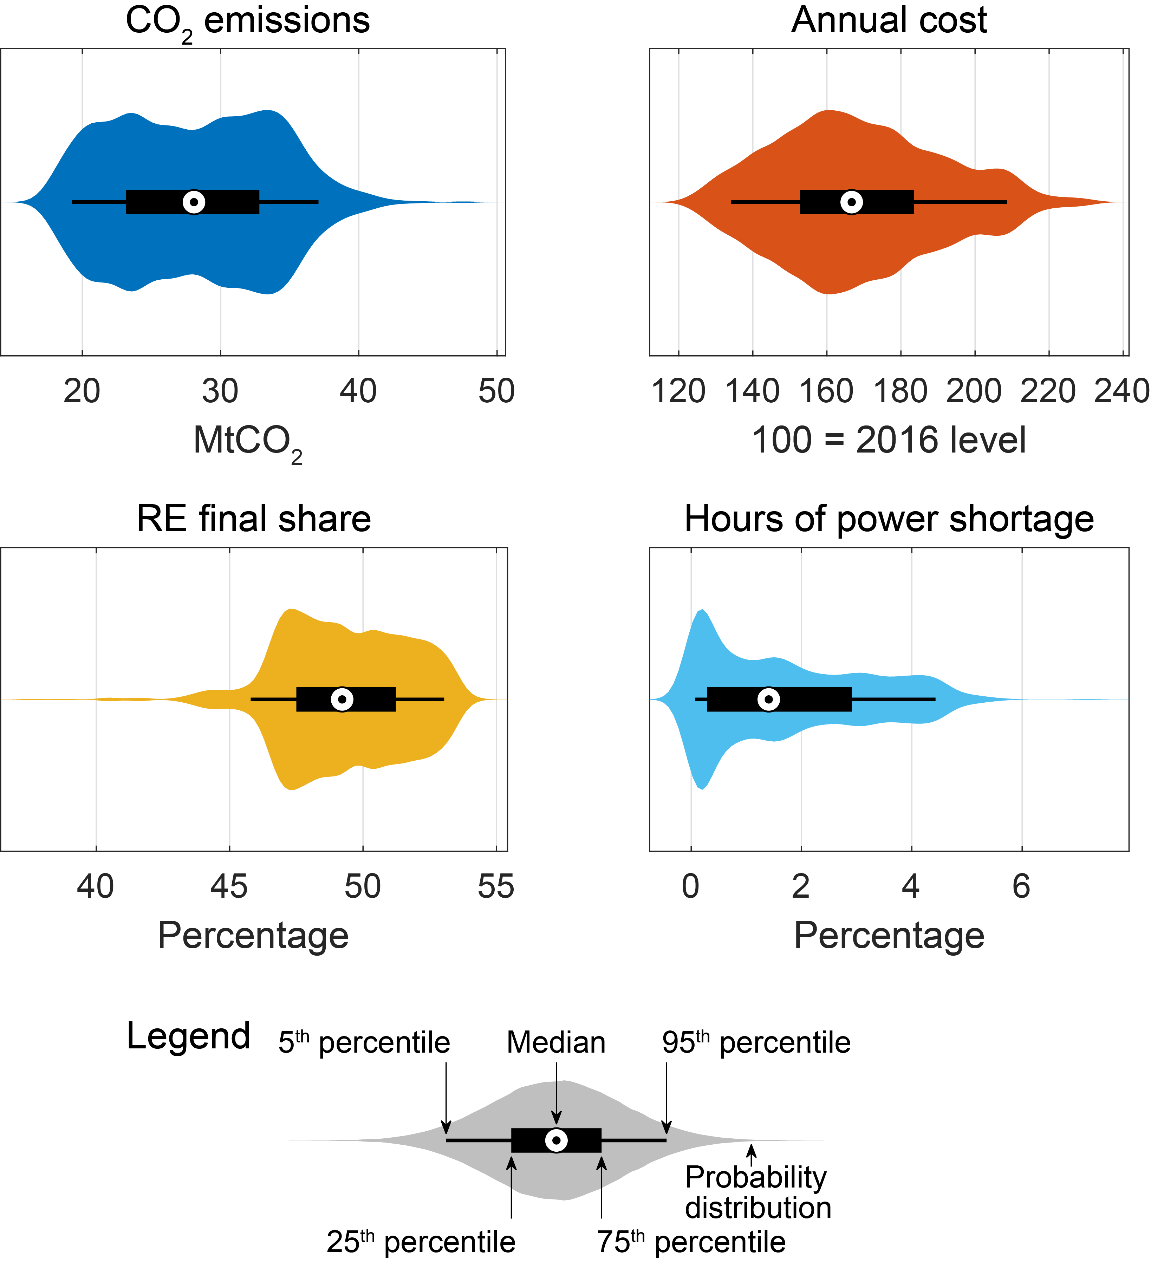 CO2 emissions
Annual cost
20 30 40 50
120 140 160 180 200 220 240
MtCO2
100 = 2016 level
RE final share
Hours of power shortage
40 45 50 55
0 2 4 6
Percentage
Percentage
Legend
5th percentile Median 95th percentile
Probability
distribution
25th percentile 75th percentile